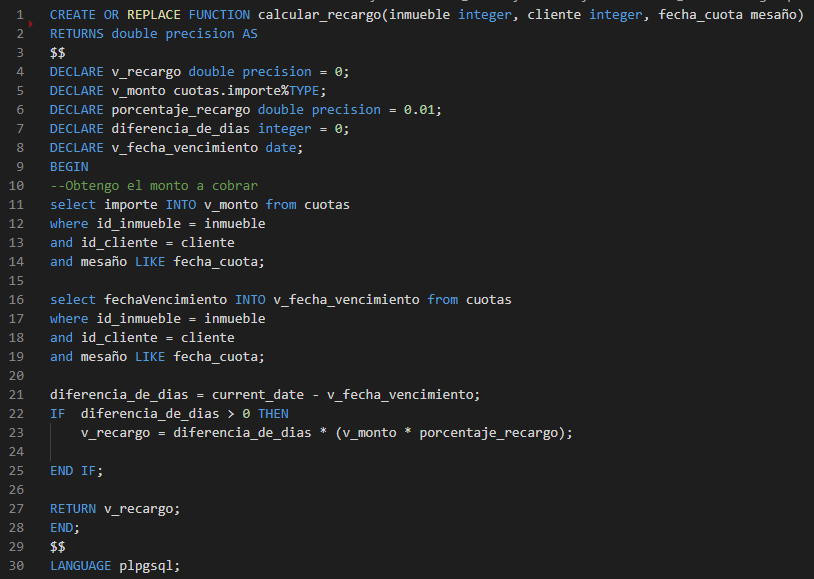 1 CREATE OR REPLACE FUNCTION calcular_recargo(inmueble integer, cliente integer, fecha_cuota mesaño)
2 RETURNS double precision AS
3 $$
4 DECLARE v_recargo double precision = 0;
5 DECLARE v_monto cuotas.importe%TYPE;
6 DECLARE porcentaje_recargo double precision = 0.01;
7 DECLARE diferencia_de_dias integer = 0;
8 DECLARE v_fecha_vencimiento date;
9 BEGIN
10 --Obtengo el monto a cobrar
11 select importe INTO v_monto from cuotas
12 where id_inmueble = inmueble
13 and id_cliente = cliente
14 and mesaño LIKE fecha_cuota;
15
16 select fechaVencimiento INTO v_fecha_vencimiento from cuotas
17 where id_inmueble = inmueble
18 and id_cliente = cliente
19 and mesaño LIKE fecha_cuota;
20
21 diferencia_de_dias = current_date - v_fecha_vencimiento;
22 IF  diferencia_de_dias > 0 THEN
23     v_recargo = diferencia_de_dias * (v_monto * porcentaje_recargo);
24
25 END IF;
26
27 RETURN v_recargo;
28 END;
29 $$
30 LANGUAGE plpgsql;